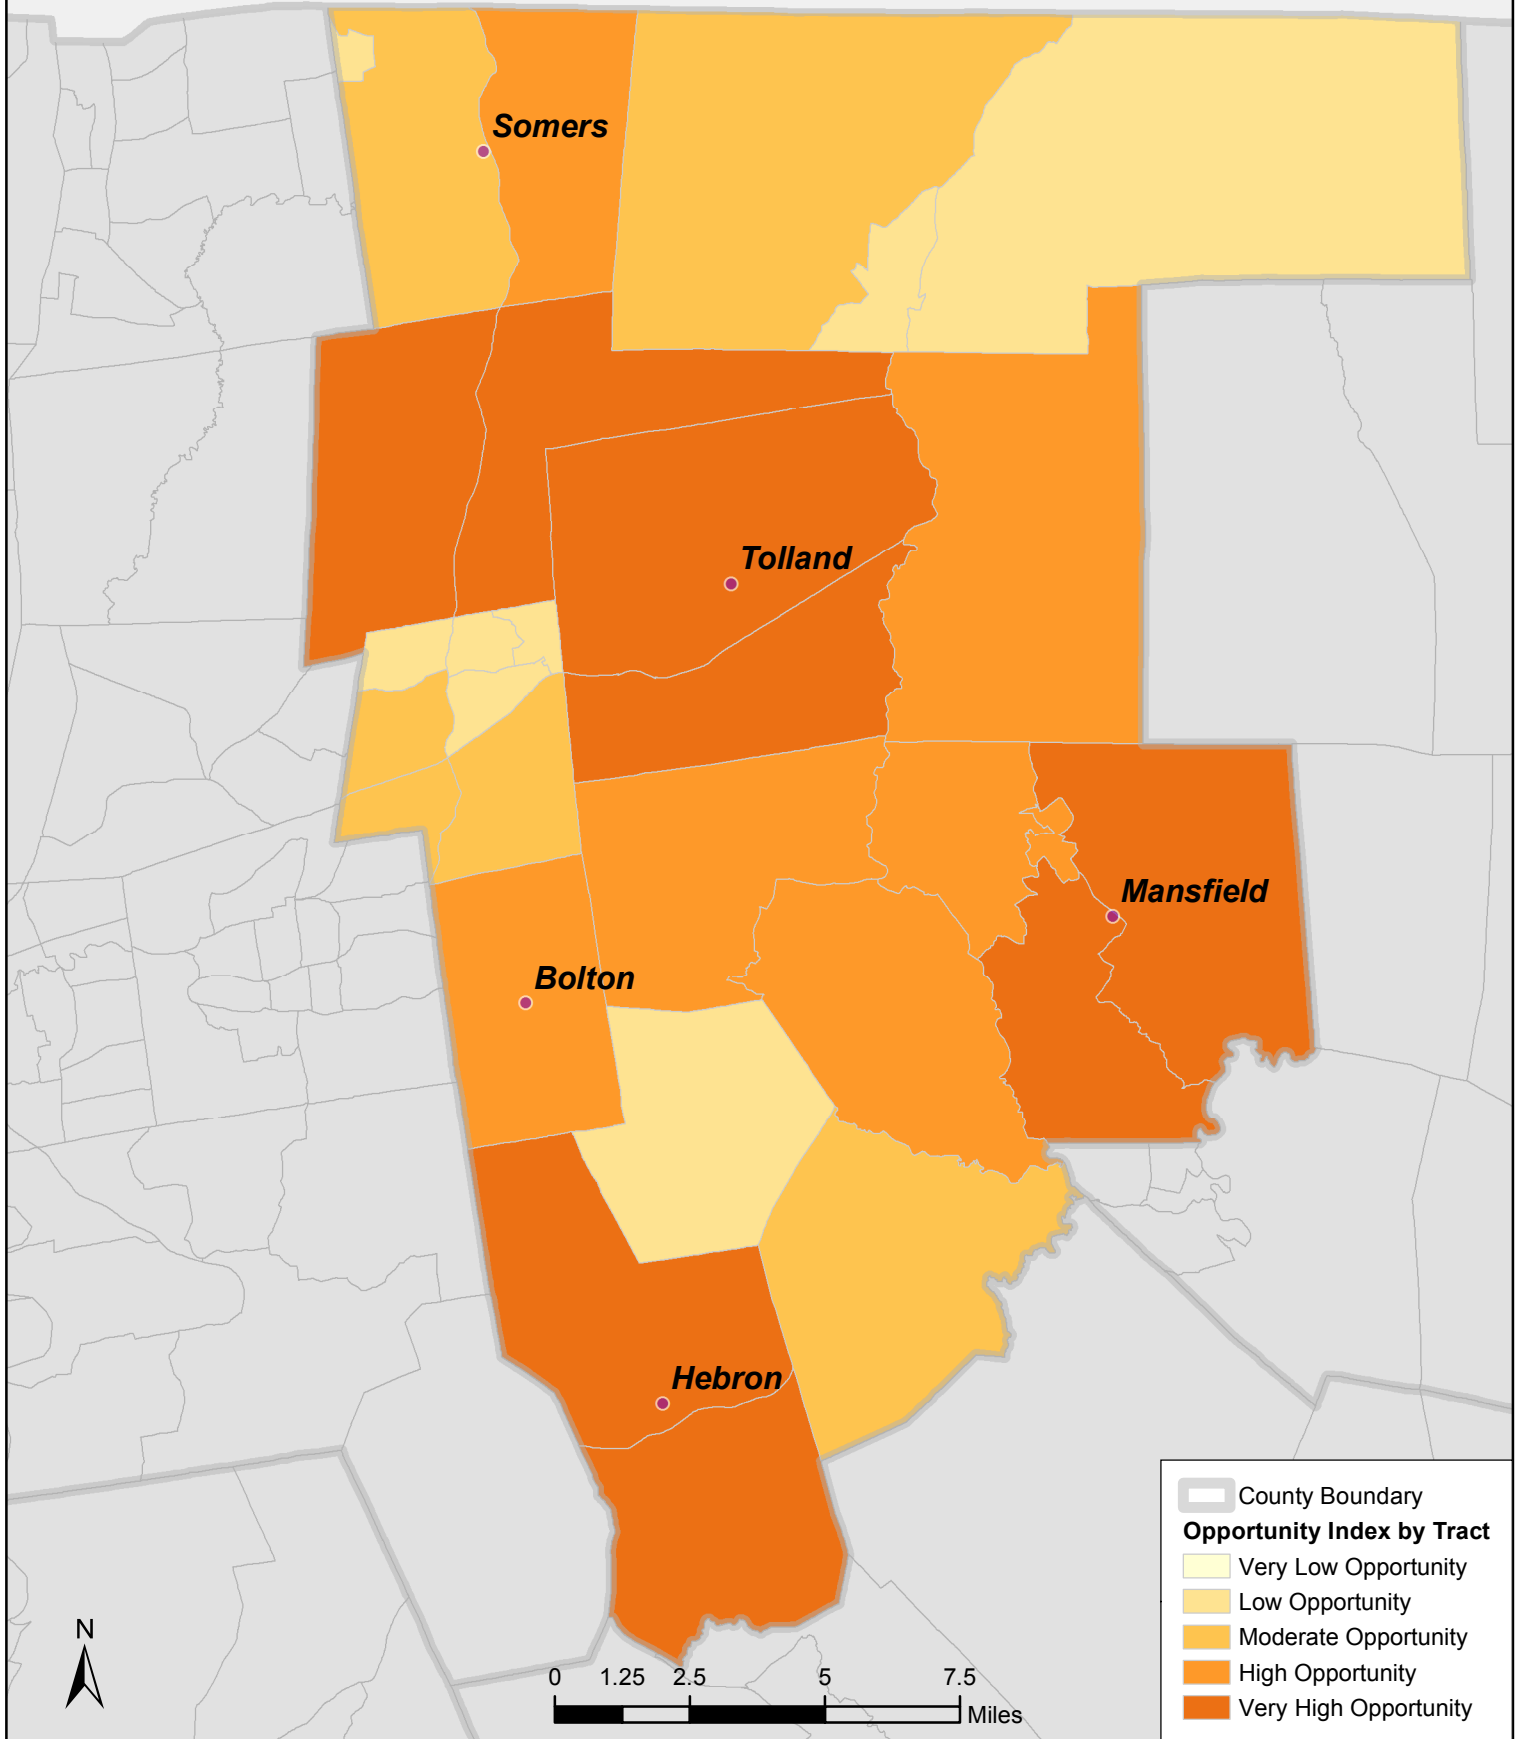 Somers
Tolland
Mansfield
Bolton
Hebron
County Boundary
Opportunity Index by Tract
Very Low Opportunity
Low Opportunity
Moderate Opportunity
High Opportunity
Very High Opportunity
N
0 1.25 2.5 5 7.5
Miles